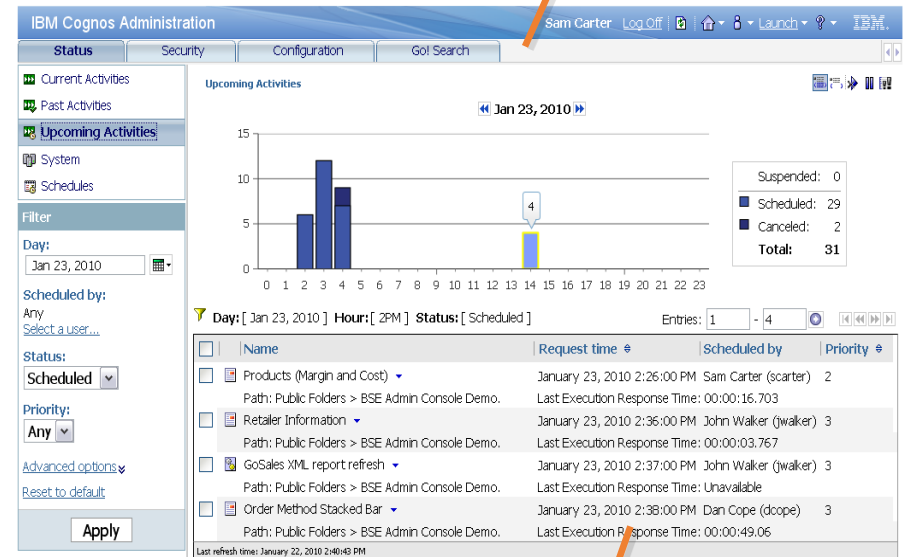 IBM Cognos Administration
Sam Carter Log Off Launch ? IBM.
Status Security Configuration Go! Search
Current Activities
Past Activities
Upcoming Activities
System
Schedules
Filter
Day:
Jan 23, 2010
Scheduled by:
Any
Select a user...
Status:
Scheduled
Priority:
Any
Advanced options
Reset to default
Apply
Upcoming Activities
Jan 23, 2010
15
10
5
0
4
0 1 2 3 4 5 6 7 8 9 10 11 12 13 14 15 16 17 18 19 20 21 22 23
Suspended: 0
Scheduled: 29
Canceled: 2
Total: 31
Day: [ Jan 23, 2010 ] Hour: [ 2PM ] Status: [ Scheduled ] Entries: 1 - 4
Name Request time Scheduled by Priority
Products (Margin and Cost) January 23, 2010 2:26:00 PM Sam Carter (scarter) 2
Path: Public Folders > BSE Admin Console Demo. Last Execution Response Time: 00:00:16.703
Retailer Information January 23, 2010 2:36:00 PM John Walker (jwalker) 3
Path: Public Folders > BSE Admin Console Demo. Last Execution Response Time: 00:00:03.767
GoSales XML report refresh January 23, 2010 2:37:00 PM John Walker (jwalker) 3
Path: Public Folders > BSE Admin Console Demo. Last Execution Response Time: Unavailable
Order Method Stacked Bar January 23, 2010 2:38:00 PM Dan Cope (dcope) 3
Path: Public Folders > BSE Admin Console Demo. Last Execution Response Time: 00:00:49.06
Last refresh time: January 22, 2010 2:40:43 PM